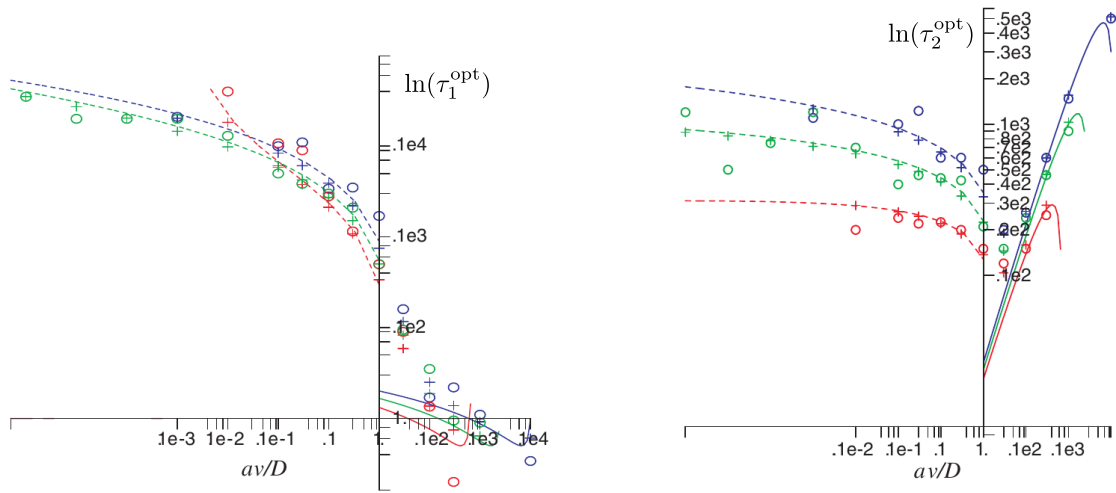 ln(τ₁ᵒᵖᵗ)
.1e4
.1e3
.1e2
1.
1e-3 .1e-2 .1e-1 .1 1. .1e2 .1e3 .1e4
av/D
ln(τ₂ᵒᵖᵗ)
.5e3
.4e3
.3e3
.2e3
.1e3
.8e2
.7e2
.6e2
.5e2
.4e2
.3e2
.2e2
.1e2
.1e-2 .1e-1 .1 1. .1e2 .1e3
av/D